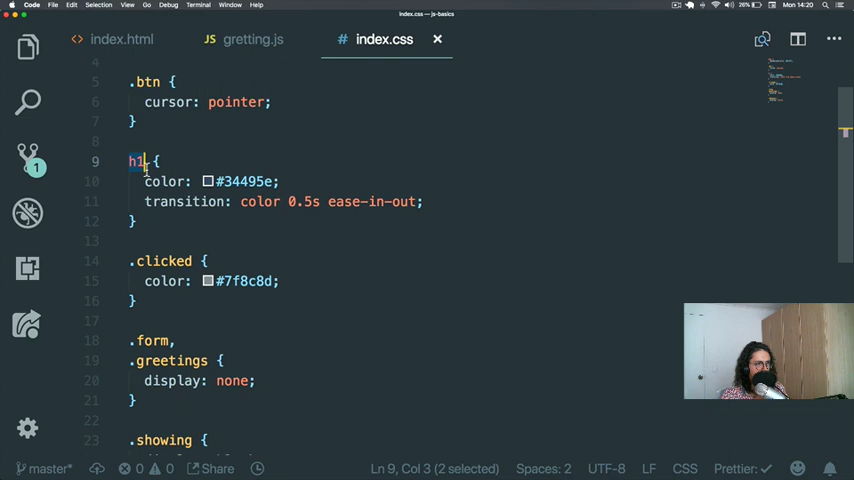 Code File Edit Selection View Go Debug Terminal Window Help
26% Mon 14:20
index.css — js-basics
<> index.html
JS gretting.js
# index.css ×
4
5 .btn {
6 cursor: pointer;
7 }
8
9 h1 {
10 color: #34495e;
11 transition: color 0.5s ease-in-out;
12 }
13
14 .clicked {
15 color: #7f8c8d;
16 }
17
18 .form,
19 .greetings {
20 display: none;
21 }
22
23 .showing {
1
master* 0 0 Share Ln 9, Col 3 (2 selected) Spaces: 2 UTF-8 LF CSS Prettier: ✓